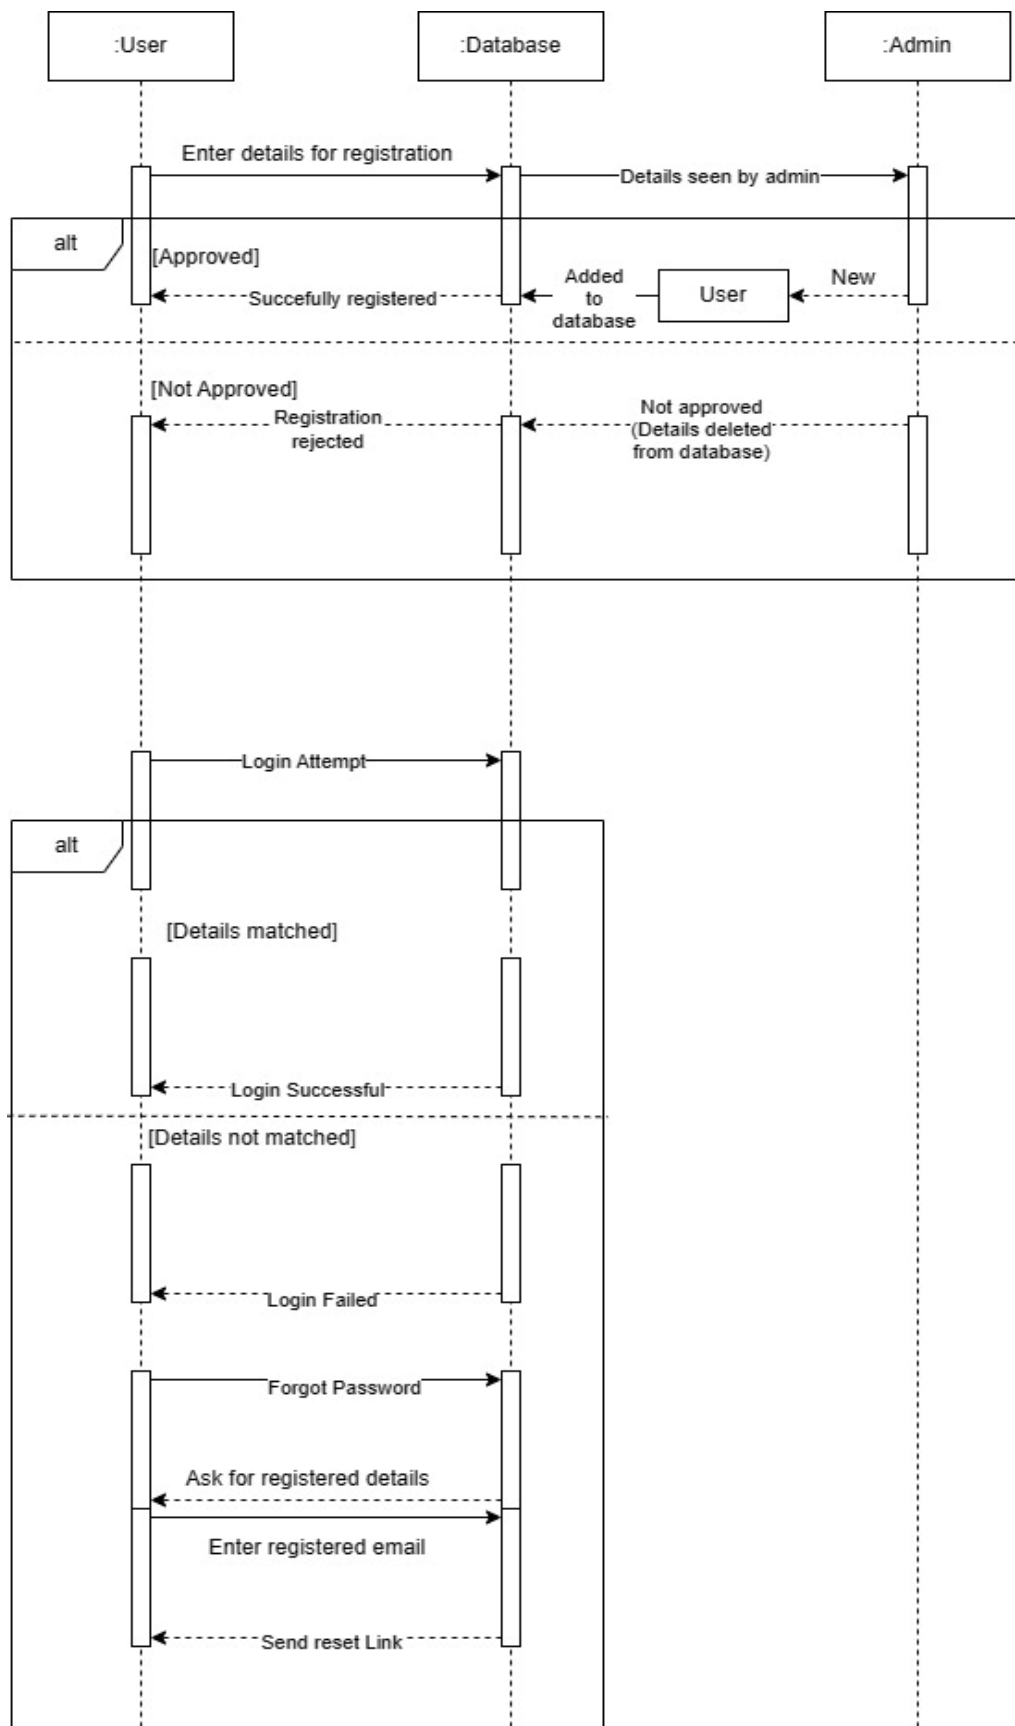 :User
:Database
:Admin
Enter details for registration
Details seen by admin
alt
[Approved]
Succefully registered
Added
to
database
User
New
[Not Approved]
Registration
rejected
Not approved
(Details deleted
from database)
Login Attempt
alt
[Details matched]
Login Successful
[Details not matched]
Login Failed
Forgot Password
Ask for registered details
Enter registered email
Send reset Link